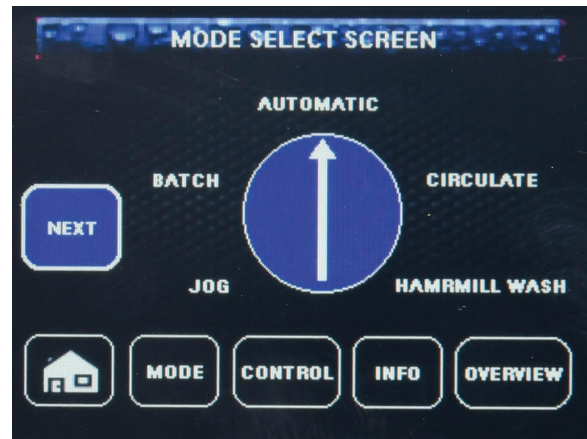 MODE SELECT SCREEN
AUTOMATIC
BATCH
CIRCULATE
NEXT
JOG
HAMRMILL WASH
MODE
CONTROL
INFO
OVERVIEW